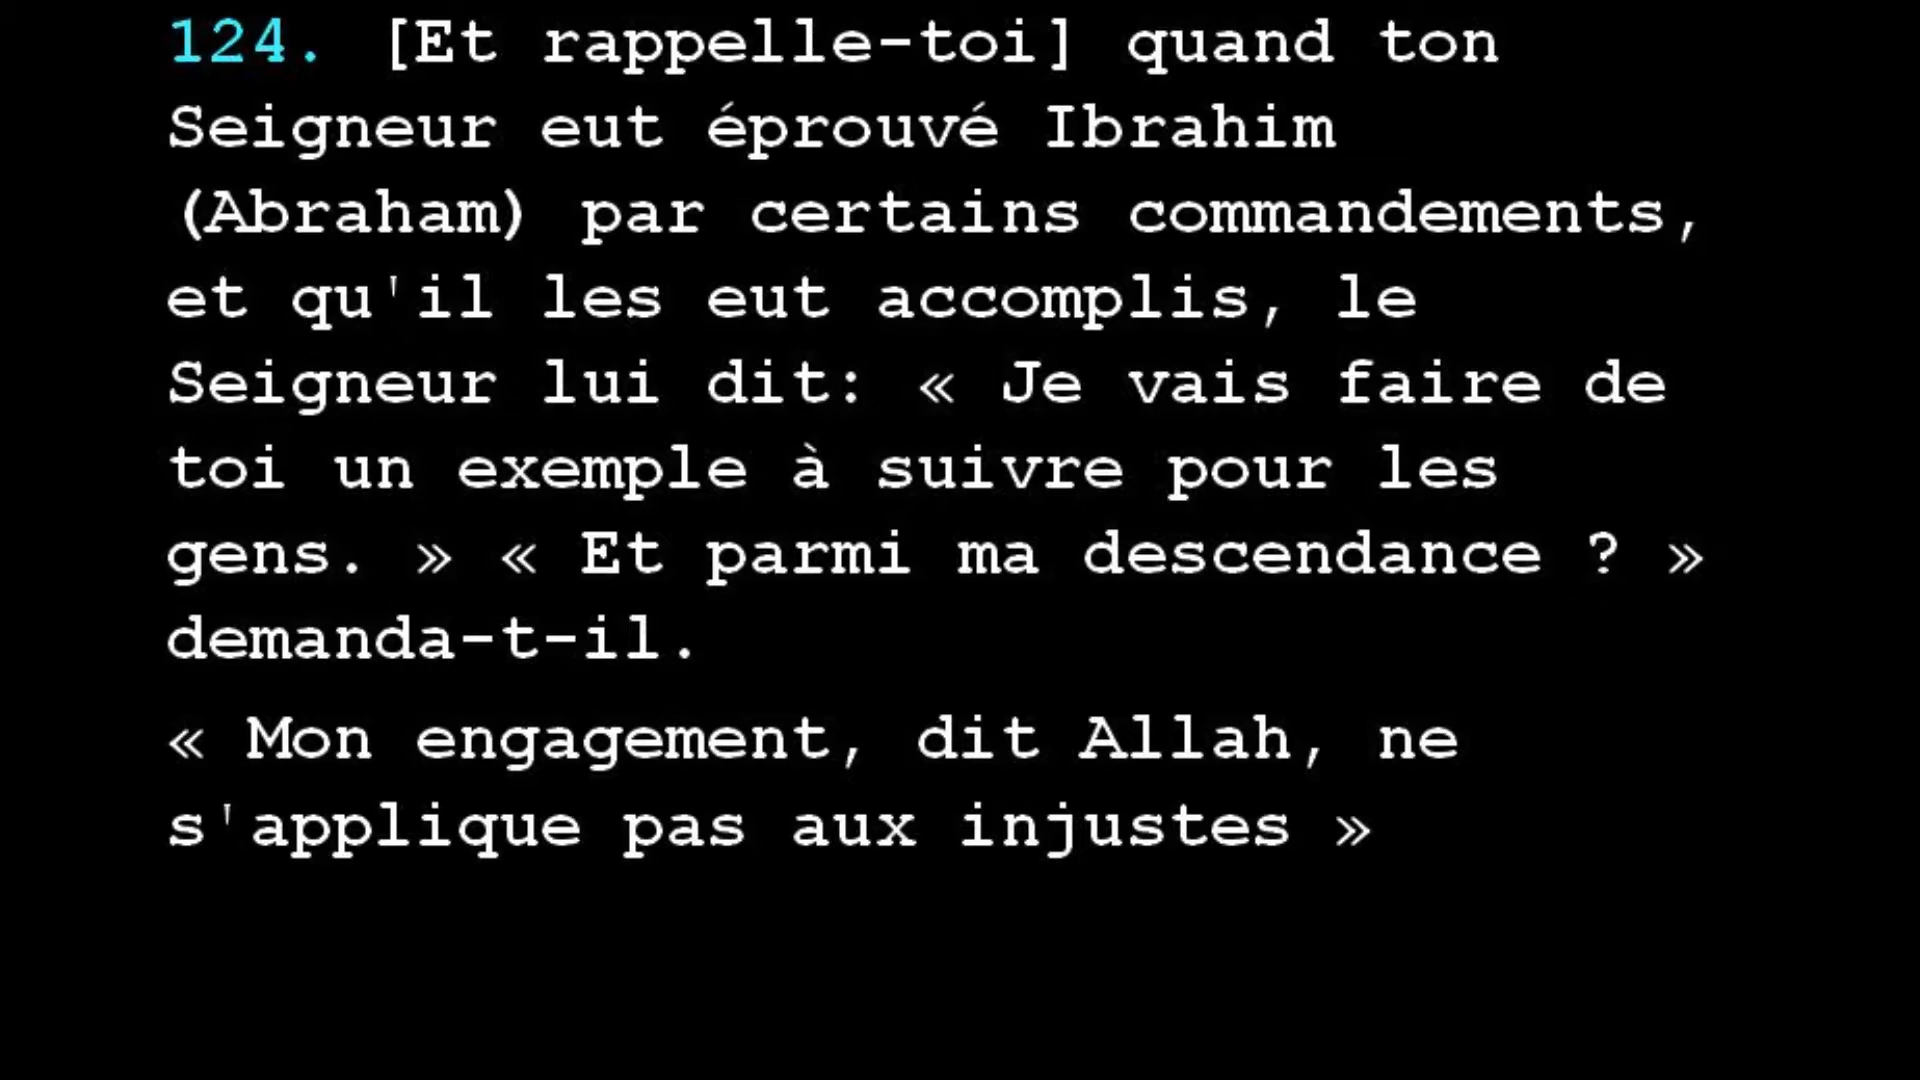 124. [Et rappelle-toi] quand ton
Seigneur eut éprouvé Ibrahim
(Abraham) par certains commandements,
et qu'il les eut accomplis, le
Seigneur lui dit: « Je vais faire de
toi un exemple à suivre pour les
gens. » « Et parmi ma descendance ? »
demanda-t-il.
« Mon engagement, dit Allah, ne
s'applique pas aux injustes »